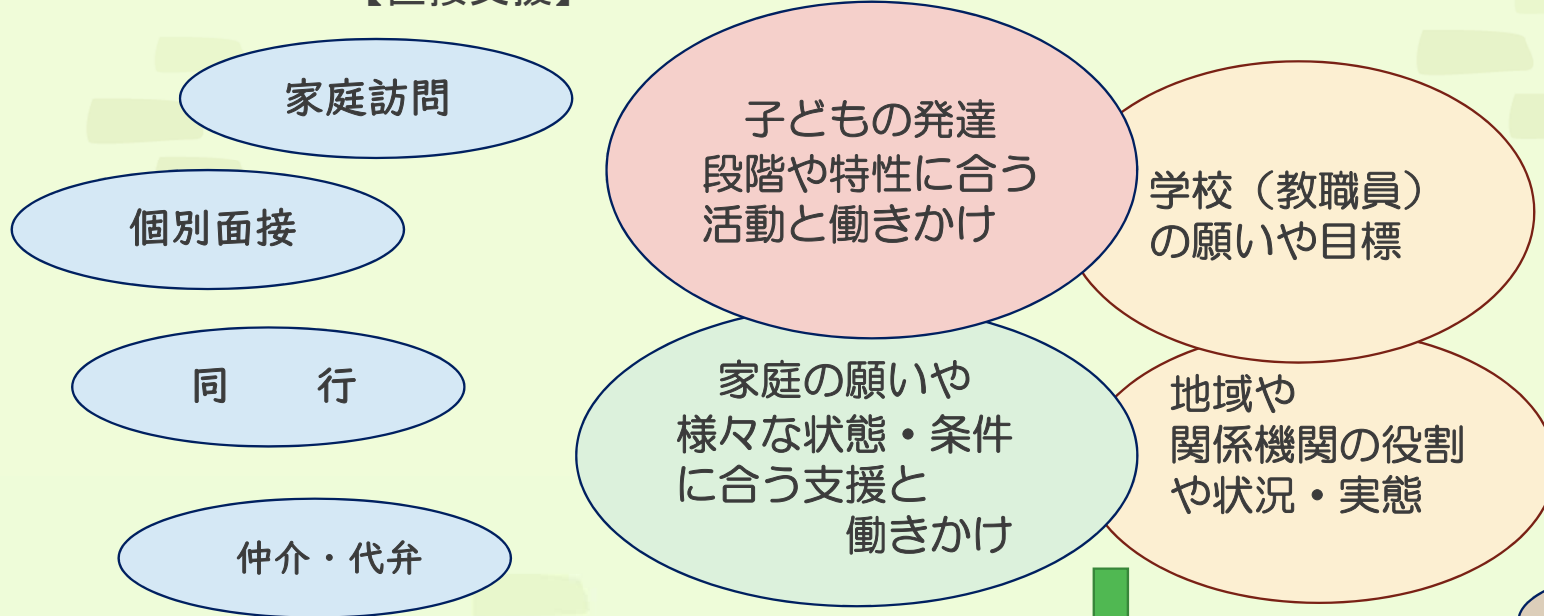 【直接支援】
家庭訪問
個別面接
同　　行
仲介・代弁
子どもの発達
段階や特性に合う
活動と働きかけ
学校（教職員）
の願いや目標
家庭の願いや
様々な状態・条件
に合う支援と
働きかけ
地域や
関係機関の役割
や状況・実態